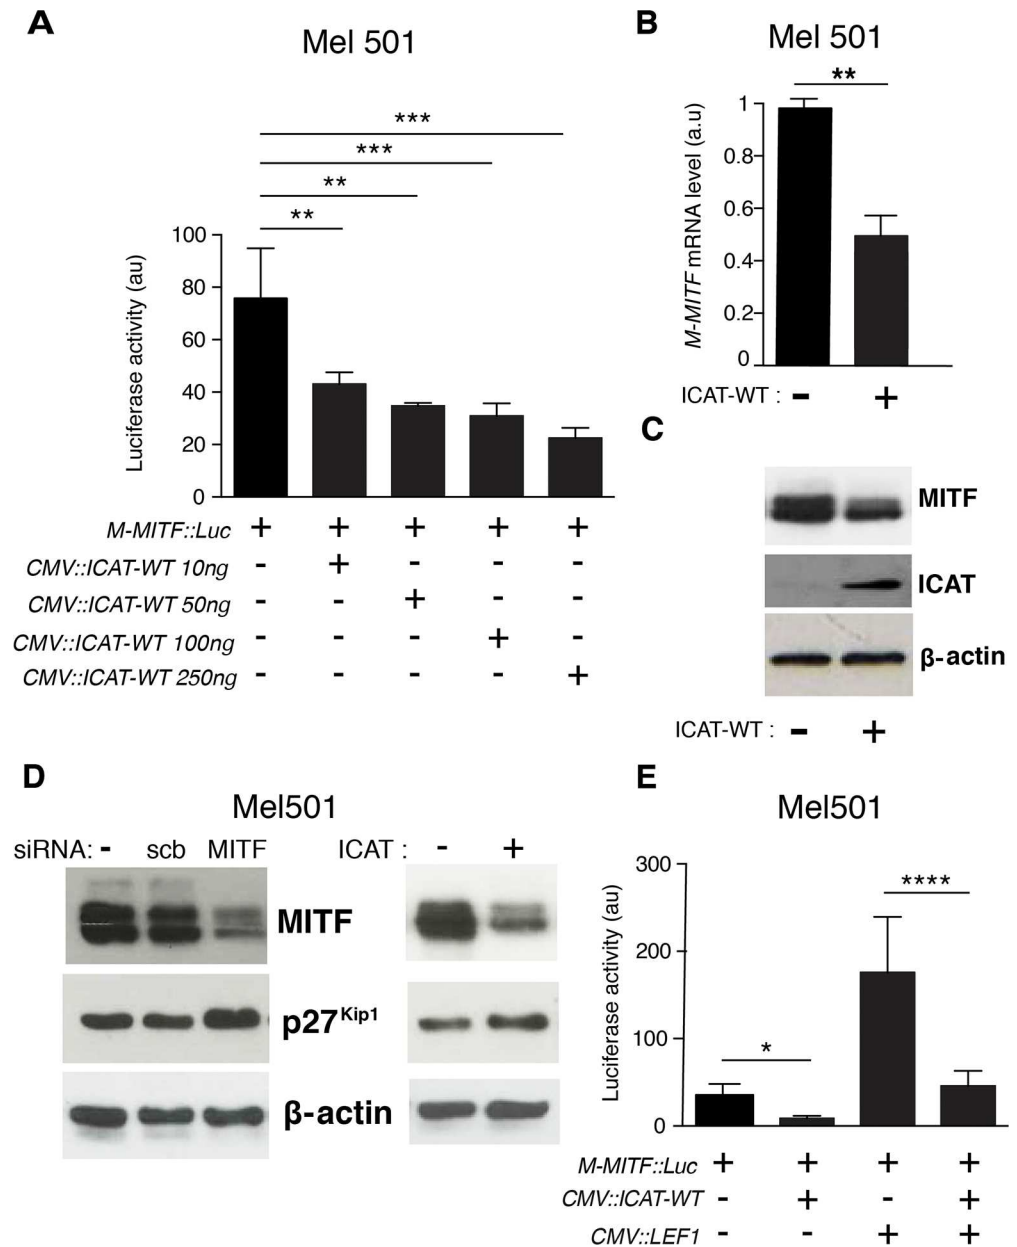 A
Mel 501
***
***
**
**
Luciferase activity (au)
100
80
60
40
20
0
M-MITF::Luc + + + + +
CMV::ICAT-WT 10ng - + - - -
CMV::ICAT-WT 50ng - - + - -
CMV::ICAT-WT 100ng - - - + -
CMV::ICAT-WT 250ng - - - - +
B
Mel 501
**
M-MITF mRNA level (a.u)
1
0.8
0.6
0.4
0.2
0
ICAT-WT : - +
C
MITF
ICAT
β-actin
ICAT-WT : - +
D
Mel501
siRNA: - scb MITF ICAT : - +
MITF
p27Kip1
β-actin
E
Mel501
****
*
Luciferase activity (au)
300
200
100
0
M-MITF::Luc + + + +
CMV::ICAT-WT - + - +
CMV::LEF1 - - + +